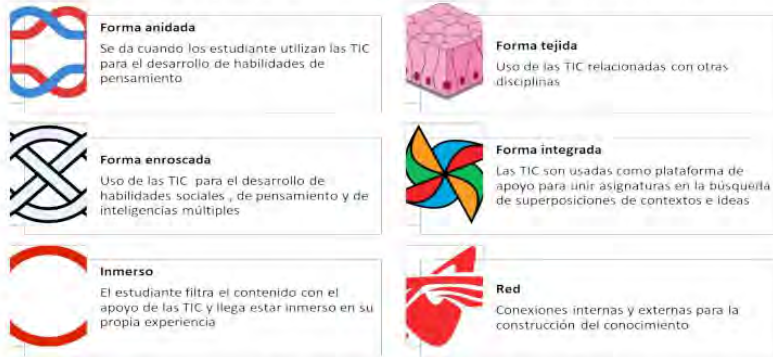 Forma anidada
Se da cuando los estudiante utilizan las TIC
para el desarrollo de habilidades de
pensamiento
Forma tejida
Uso de las TIC relacionadas con otras
disciplinas
Forma enroscada
Uso de las TIC para el desarrollo de
habilidades sociales , de pensamiento y de
inteligencias múltiples
Forma integrada
Las TIC son usadas como plataforma de
apoyo para unir asignaturas en la búsqueda
de superposiciones de contextos e ideas
Inmerso
El estudiante filtra el contenido con el
apoyo de las TIC y llega estar inmerso en su
propia experiencia
Red
Conexiones internas y externas para la
construcción del conocimiento